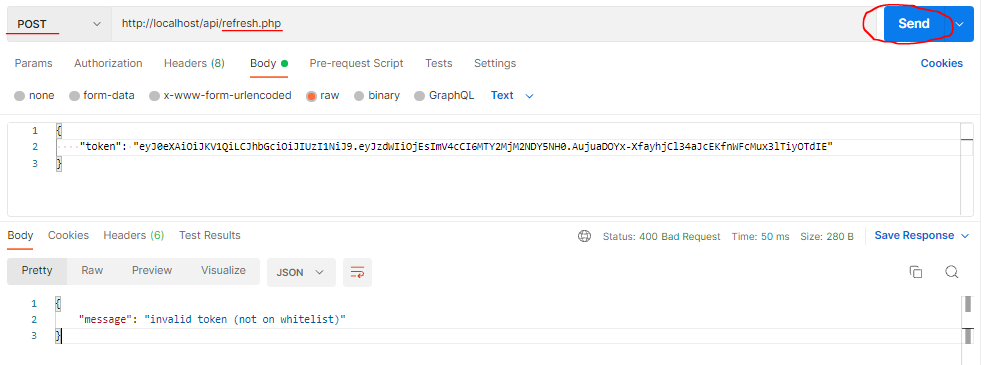 POST http://localhost/api/refresh.php Send
Params Authorization Headers (8) Body Pre-request Script Tests Settings Cookies
none form-data x-www-form-urlencoded raw binary GraphQL Text
1 {
2 "token": "eyJ0eXAiOiJKV1QiLCJhbGciOiJIUzI1NiJ9.eyJzdWIiOjEsImV4cCI6MTY2MjM2NDY5NH0.AujuaDOYx-XfayhjCl34aJcEKfnWFcMux3lTiyOTdIE"
3 }
Body Cookies Headers (6) Test Results Status: 400 Bad Request Time: 50 ms Size: 280 B Save Response
Pretty Raw Preview Visualize JSON
1 {
2 "message": "invalid token (not on whitelist)"
3 }